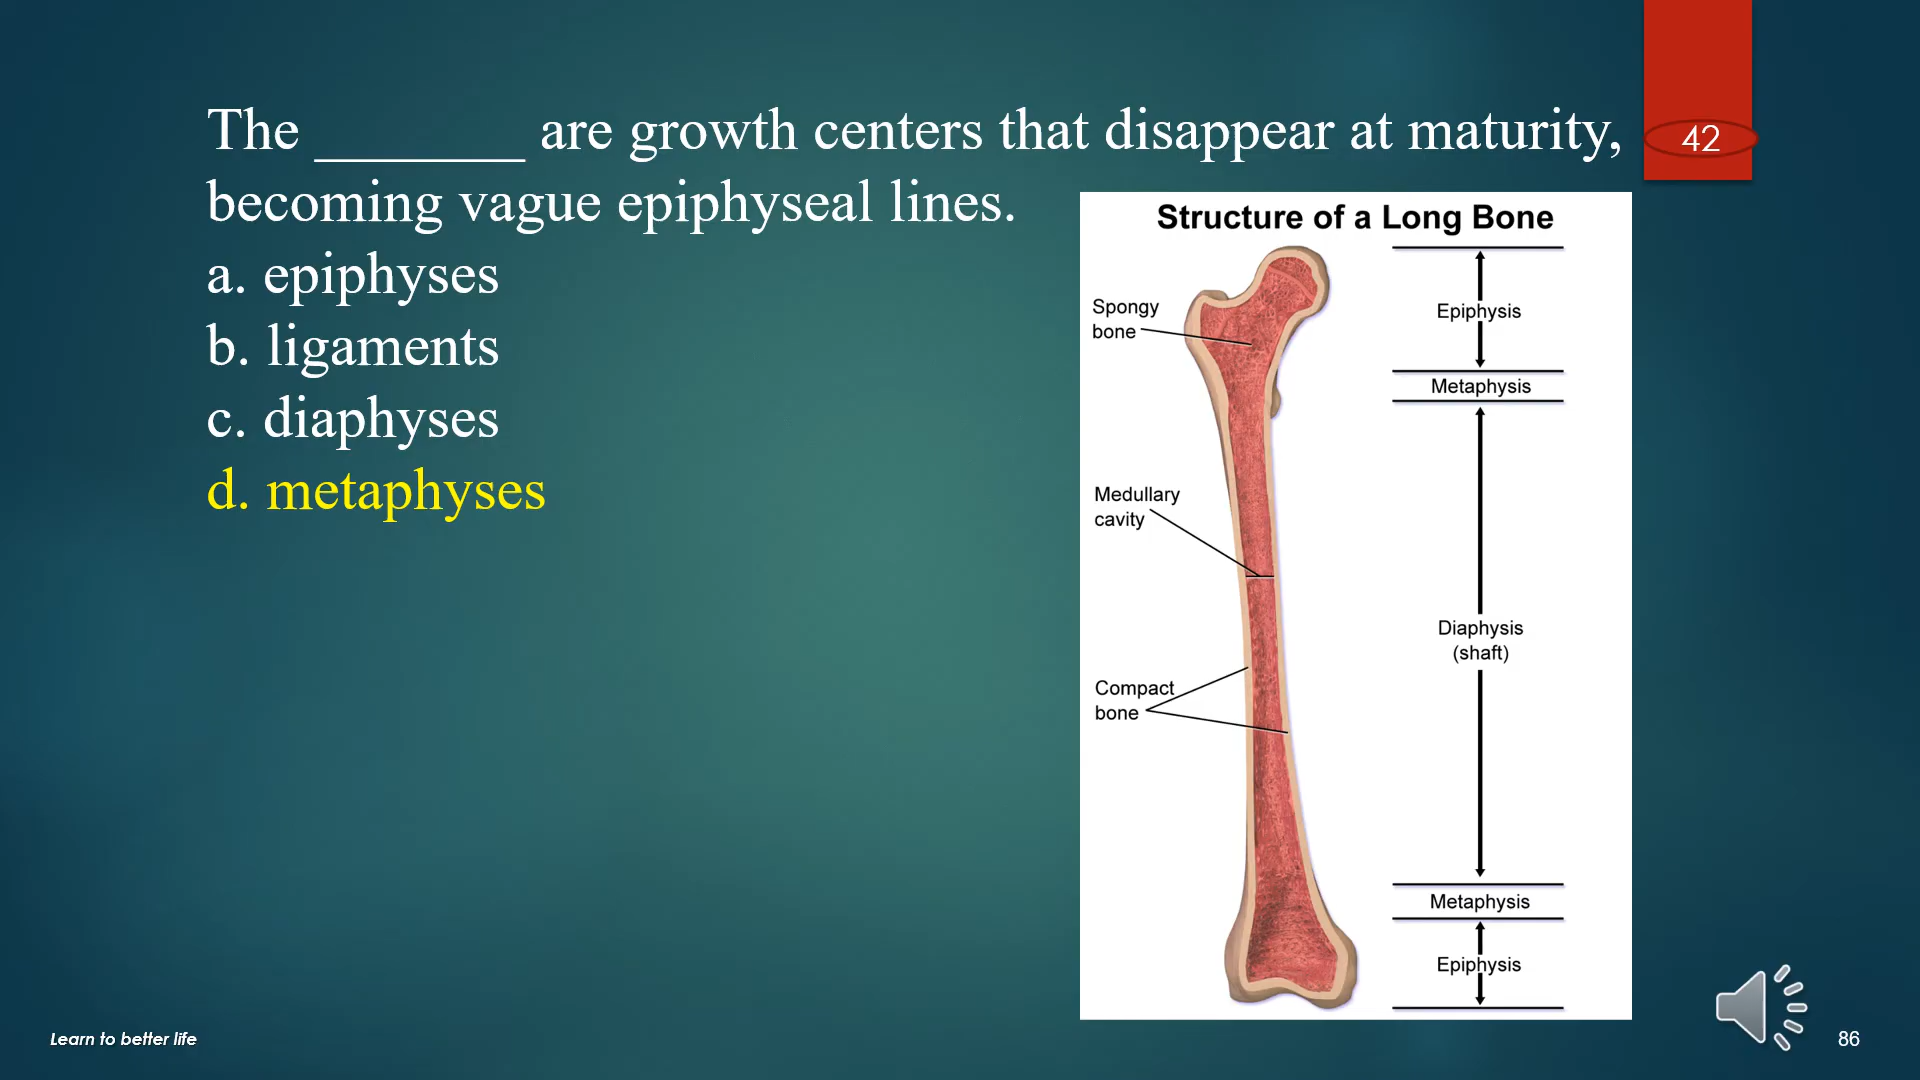 The _______ are growth centers that disappear at maturity,
becoming vague epiphyseal lines.
a. epiphyses
b. ligaments
c. diaphyses
d. metaphyses
42
Structure of a Long Bone
Spongy
bone
Epiphysis
Metaphysis
Medullary
cavity
Diaphysis
(shaft)
Compact
bone
Metaphysis
Epiphysis
Learn to better life
86